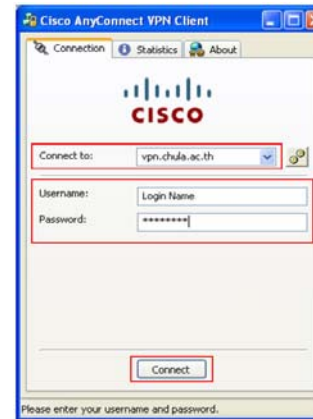 Cisco AnyConnect VPN Client
Connection Statistics About
CISCO
Connect to: vpn.chula.ac.th
Username: Login Name
Password: ********
Connect
Please enter your username and password.